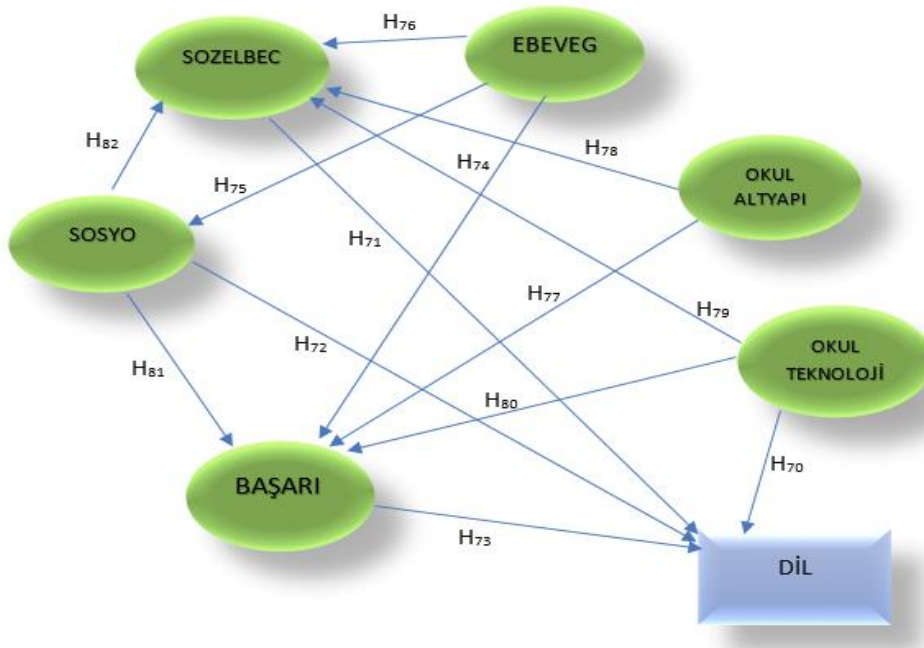 H₇₆
EBEVEG
SOZELBEC
H₈₂
H₇₅
H₇₄
H₇₈
OKUL
ALTYAPI
SOSYO
H₇₁
H₇₇
H₇₉
H₈₁
H₇₂
OKUL
TEKNOLOJİ
H₈₀
H₇₀
BAŞARI
H₇₃
DİL